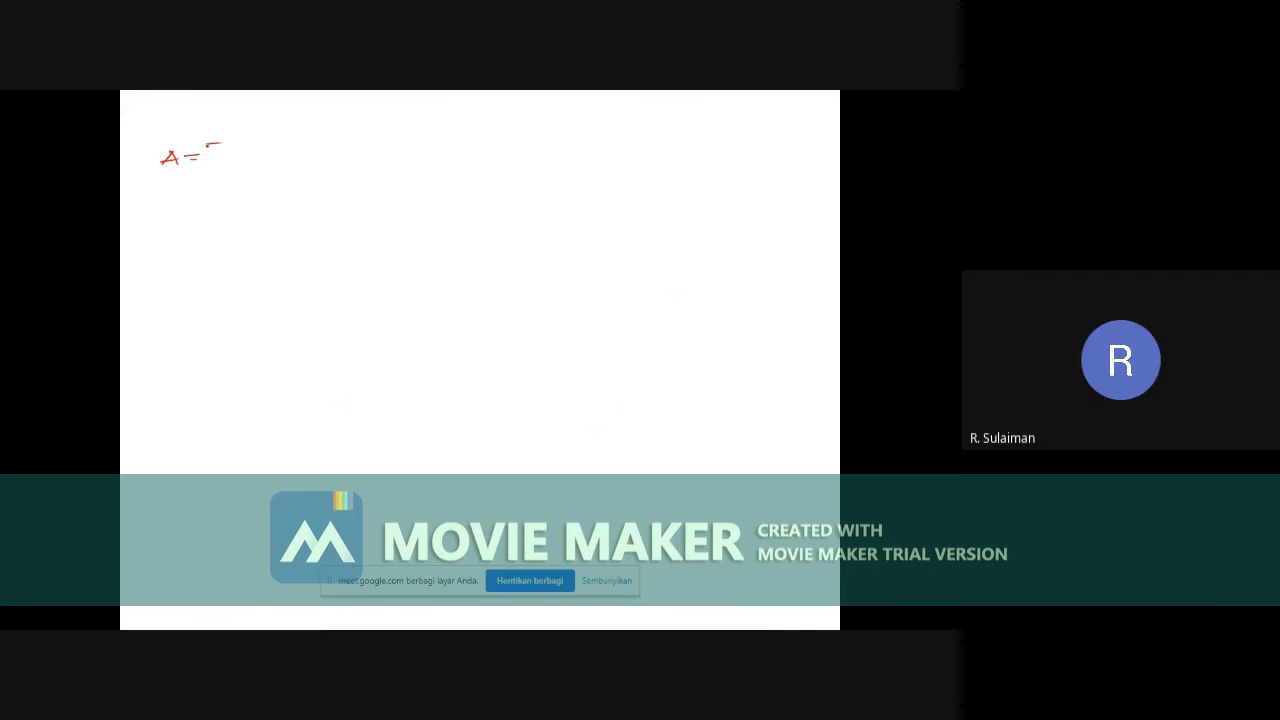 A =
R
R. Sulaiman
MOVIE MAKER
CREATED WITH
MOVIE MAKER TRIAL VERSION
meet.google.com berbagi layar Anda. Hentikan berbagi Sembunyikan